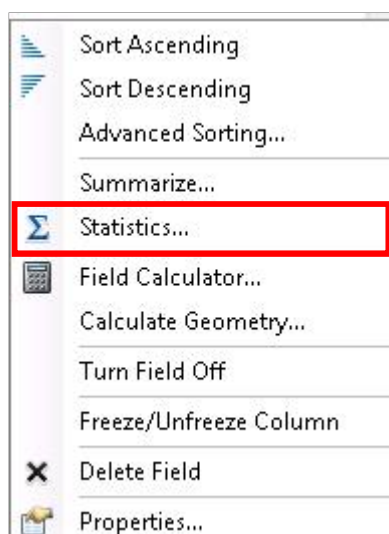 Sort Ascending
Sort Descending
Advanced Sorting...
Summarize...
Σ Statistics...
Field Calculator...
Calculate Geometry...
Turn Field Off
Freeze/Unfreeze Column
Delete Field
Properties...